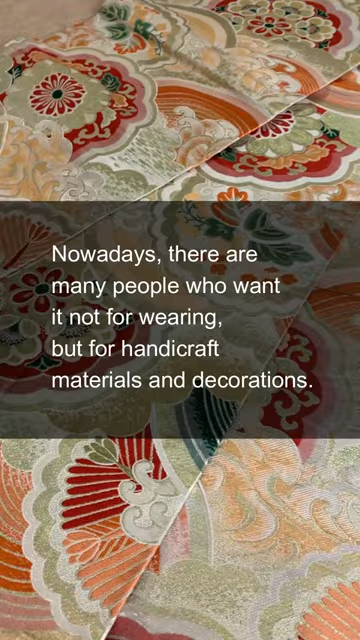 Nowadays, there are
many people who want
it not for wearing,
but for handicraft
materials and decorations.